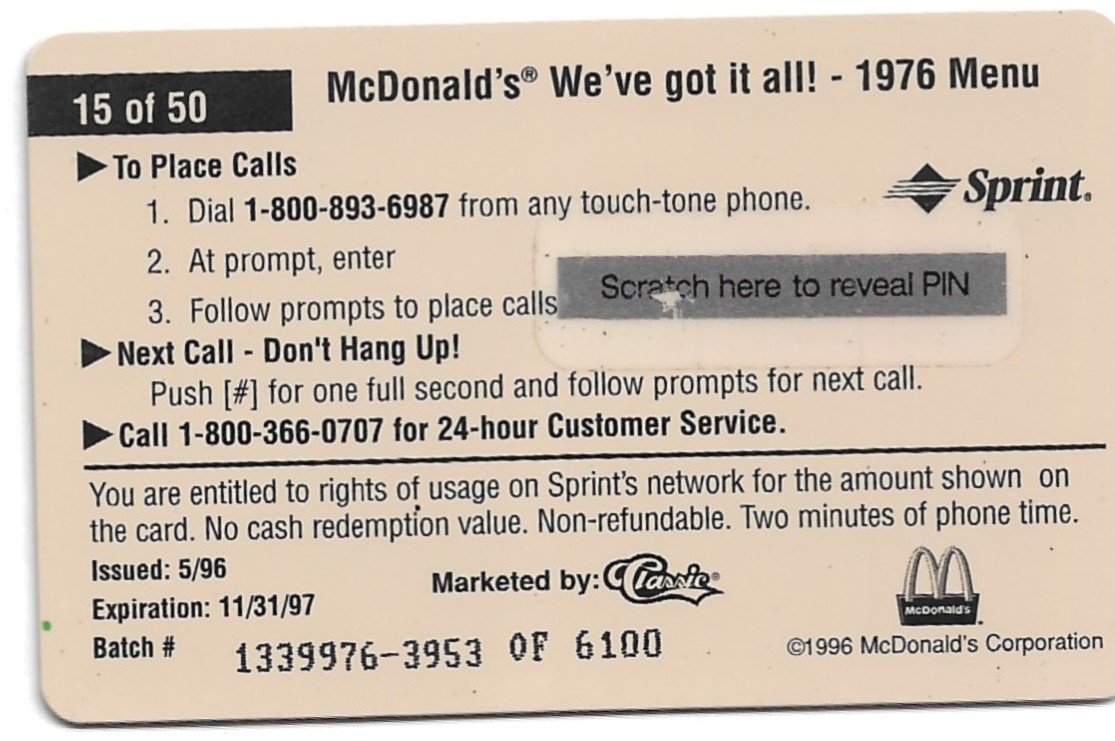 15 of 50
McDonald's® We've got it all! - 1976 Menu
▶To Place Calls
1. Dial 1-800-893-6987 from any touch-tone phone.
Sprint.
2. At prompt, enter
Scratch here to reveal PIN
3. Follow prompts to place calls
▶Next Call - Don't Hang Up!
Push [#] for one full second and follow prompts for next call.
▶Call 1-800-366-0707 for 24-hour Customer Service.
You are entitled to rights of usage on Sprint's network for the amount shown on
the card. No cash redemption value. Non-refundable. Two minutes of phone time.
Issued: 5/96
Marketed by: Classic®
Expiration: 11/31/97
McDonald's®
Batch # 1339976-3953 OF 6100
©1996 McDonald's Corporation